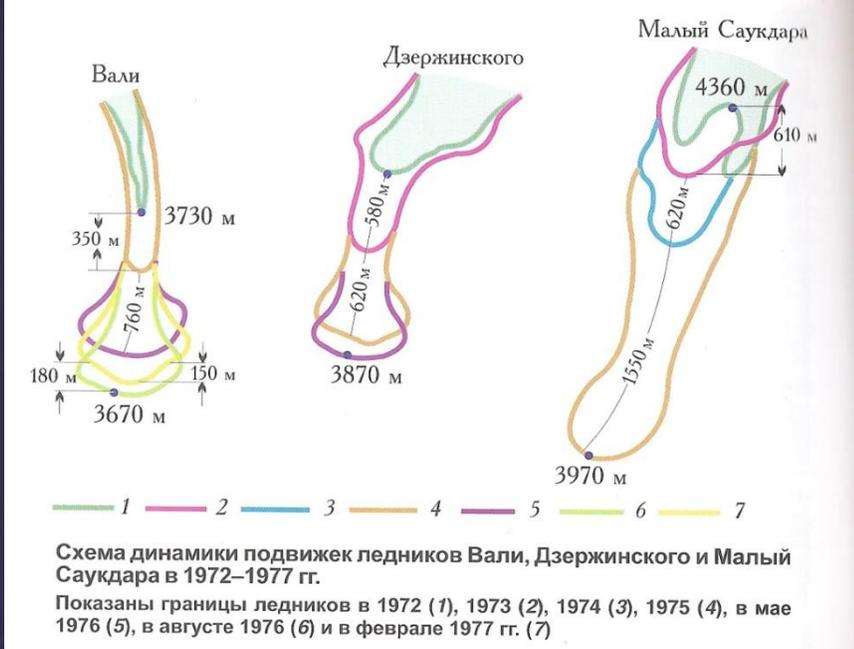 Малый Саукдара
Дзержинского
Вали
4360 м
610 м
580 м
620 м
3730 м
350 м
760 м
620 м
1550 м
180 м
150 м
3870 м
3670 м
3970 м
1 2 3 4 5 6 7
Схема динамики подвижек ледников Вали, Дзержинского и Малый
Саукдара в 1972–1977 гг.
Показаны границы ледников в 1972 (1), 1973 (2), 1974 (3), 1975 (4), в мае
1976 (5), в августе 1976 (6) и в феврале 1977 гг. (7)